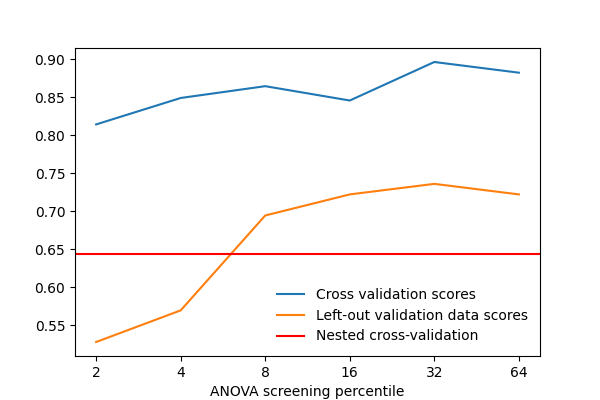 0.90
0.85
0.80
0.75
0.70
0.65
0.60
0.55
Cross validation scores
Left-out validation data scores
Nested cross-validation
2 4 8 16 32 64
ANOVA screening percentile